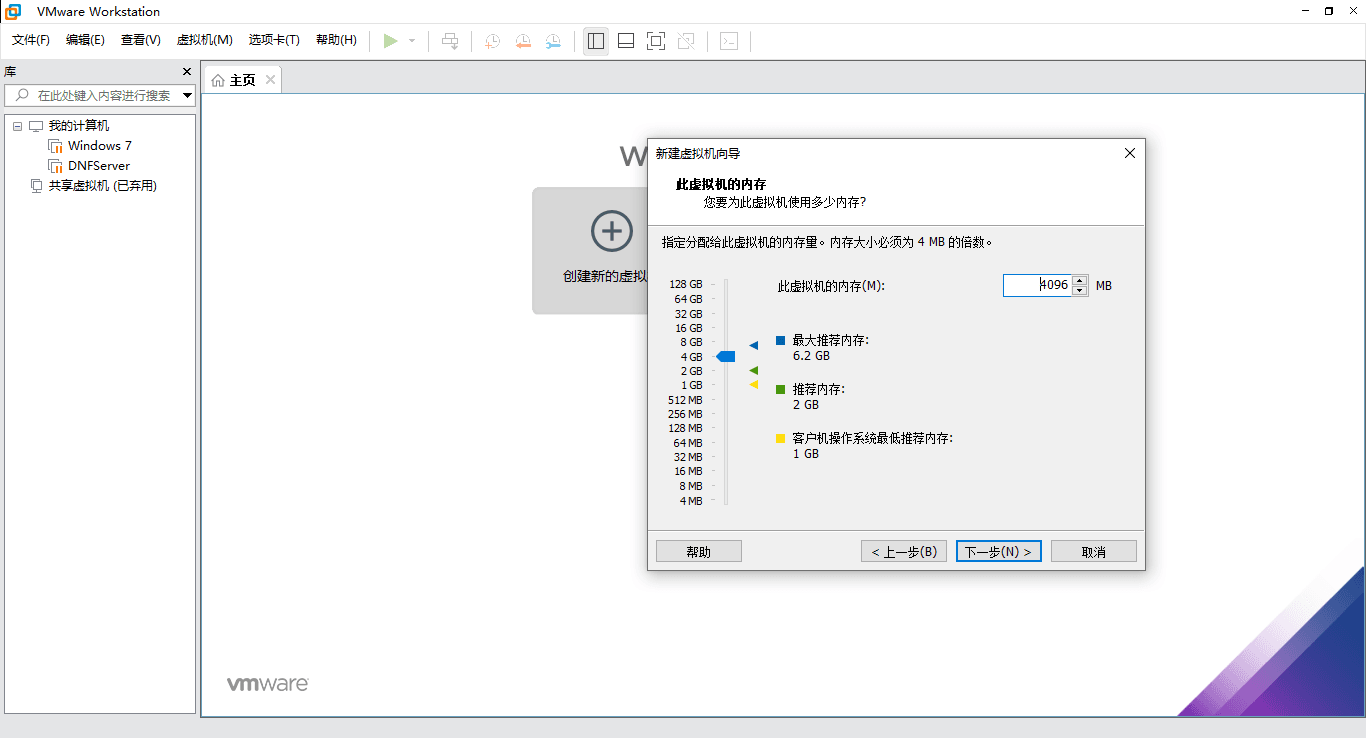 VMware Workstation
文件(F) 编辑(E) 查看(V) 虚拟机(M) 选项卡(T) 帮助(H)
库
在此处键入内容进行搜索
我的计算机
Windows 7
DNFServer
共享虚拟机 (已弃用)
主页
W
创建新的虚拟
新建虚拟机向导
此虚拟机的内存
您要为此虚拟机使用多少内存?
指定分配给此虚拟机的内存量。内存大小必须为 4 MB 的倍数。
此虚拟机的内存(M): 4096 MB
128 GB
64 GB
32 GB
16 GB
8 GB
4 GB
2 GB
1 GB
512 MB
256 MB
128 MB
64 MB
32 MB
16 MB
8 MB
4 MB
最大推荐内存:
6.2 GB
推荐内存:
2 GB
客户机操作系统最低推荐内存:
1 GB
帮助 < 上一步(B) 下一步(N) > 取消
vmware